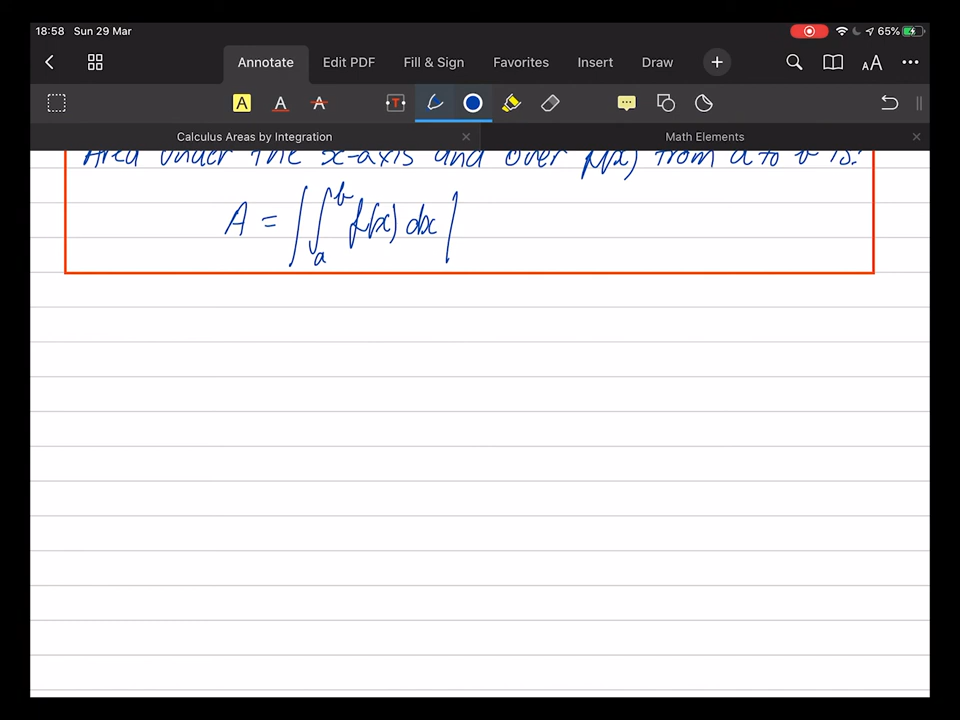 18:58 Sun 29 Mar 65%
Annotate Edit PDF Fill & Sign Favorites Insert Draw
A A A T
Calculus Areas by Integration × Math Elements ×
Area under the x-axis and over f(x) from a to b is:
A = |∫_a^b f(x) dx|